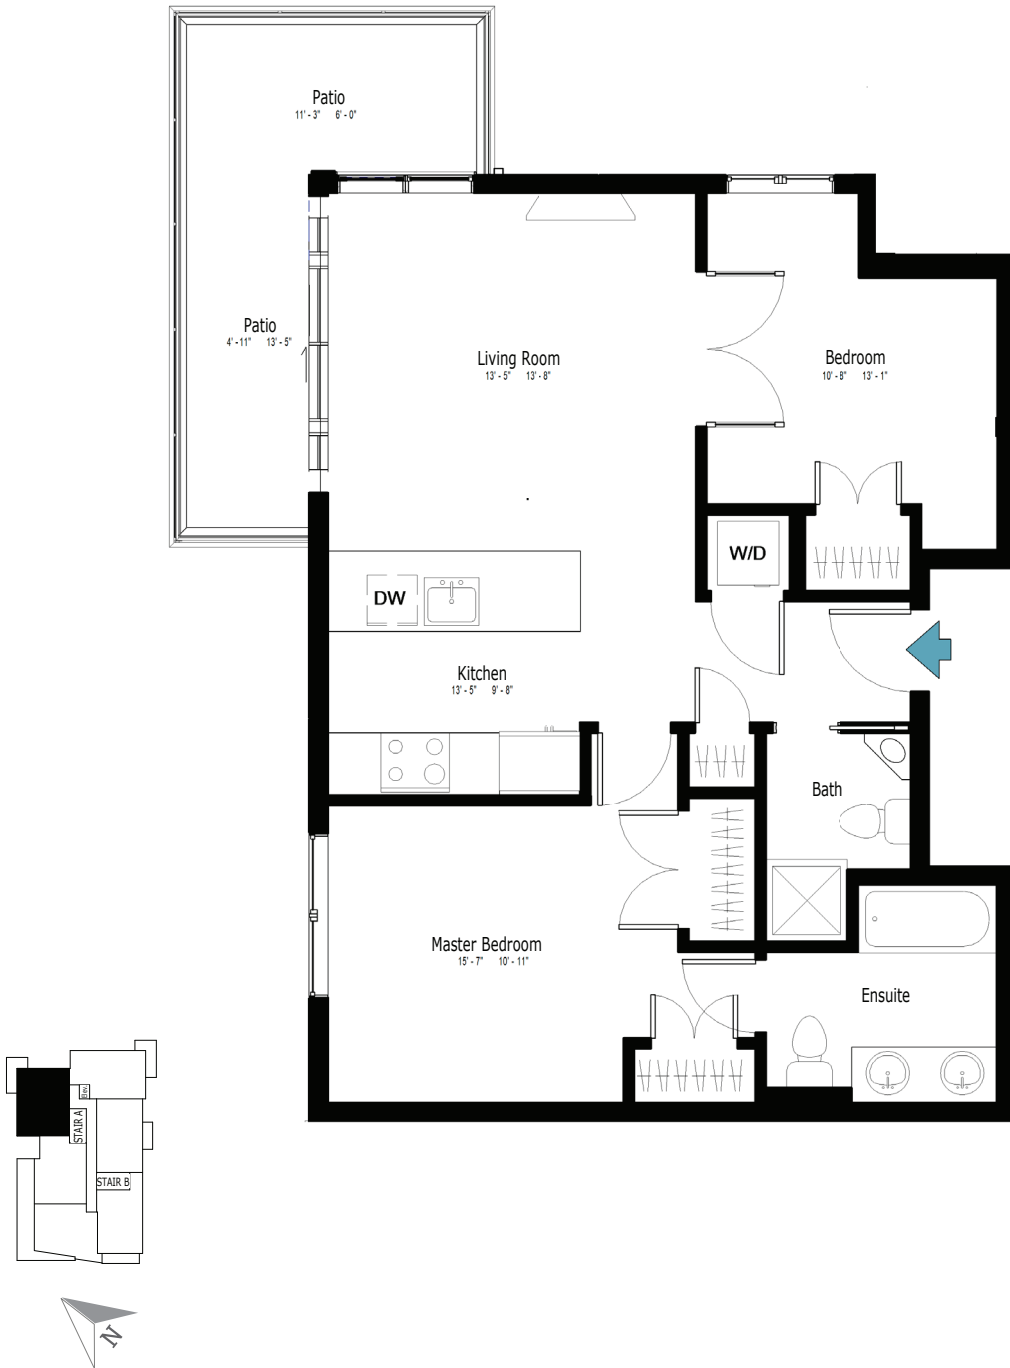 Patio
11' - 3" 6' - 0"
Patio
4' - 11" 13' - 5"
Living Room
13' - 5" 13' - 8"
Bedroom
10' - 8" 13' - 1"
W/D
DW
Kitchen
13' - 5" 9' - 8"
Bath
Master Bedroom
15' - 7" 10' - 11"
Ensuite
STAIR A
STAIR B
N